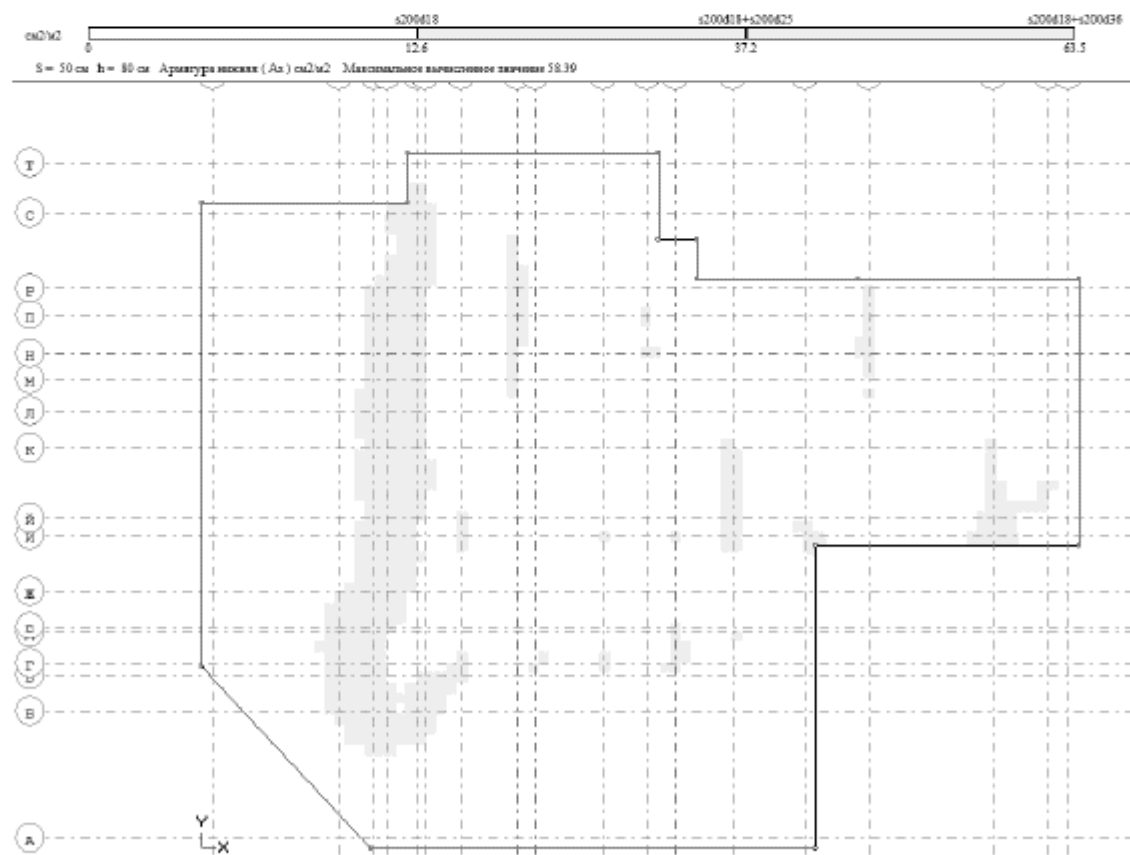 s200d18 s200d18+s200d25 s200d18+s200d36
см2/м2
0 12.6 37.2 63.5
S = 50 см h = 80 см Арматура нижняя ( Ax ) см2/м2 Максимальное вычисленное значение 58.39
Т
С
Р
П
Н
М
Л
К
Й
И
Ж
Г
В
А
Y
X